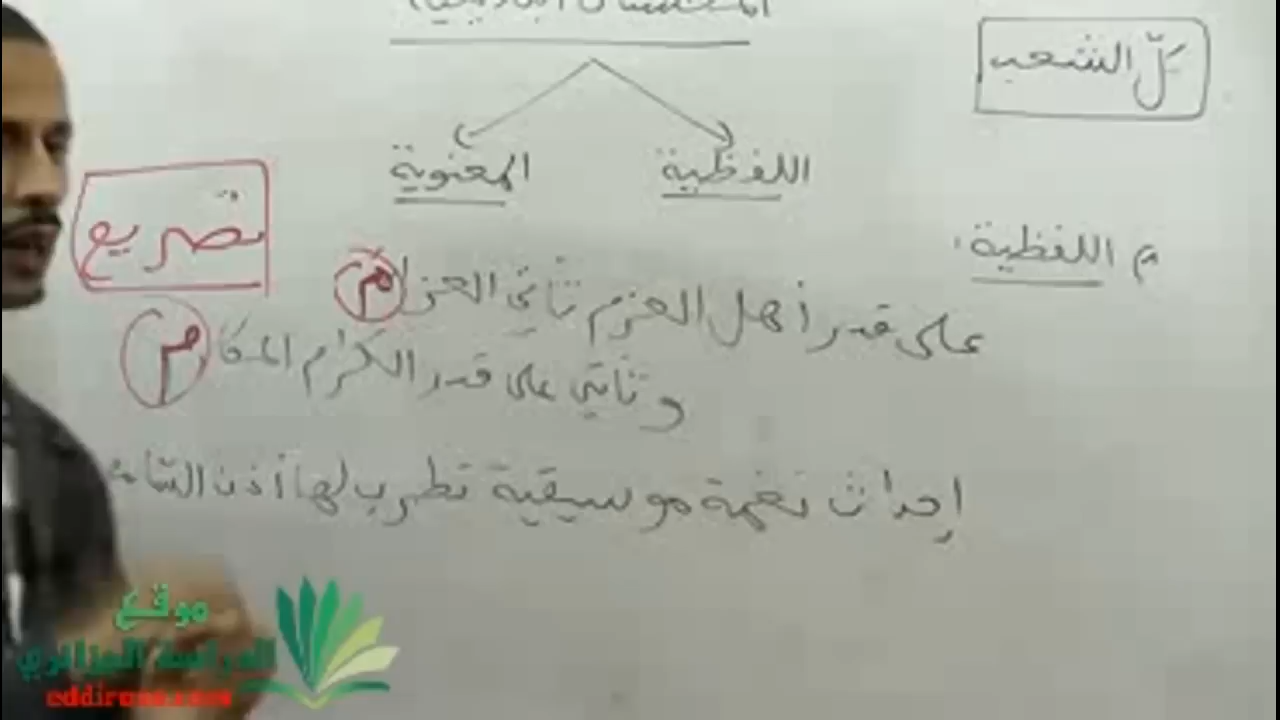 كلّ الشعب
المحسنات البديعية
اللفظية
المعنوية
اللفظية:
تصريع
على قدر أهل العزم تأتي العزائم
وتأتي على قدر الكرام المكارم
إحداث نغمة موسيقية تطرب لها أذن السامع
موقع
الدراسة الجزائري
eddirasa.com